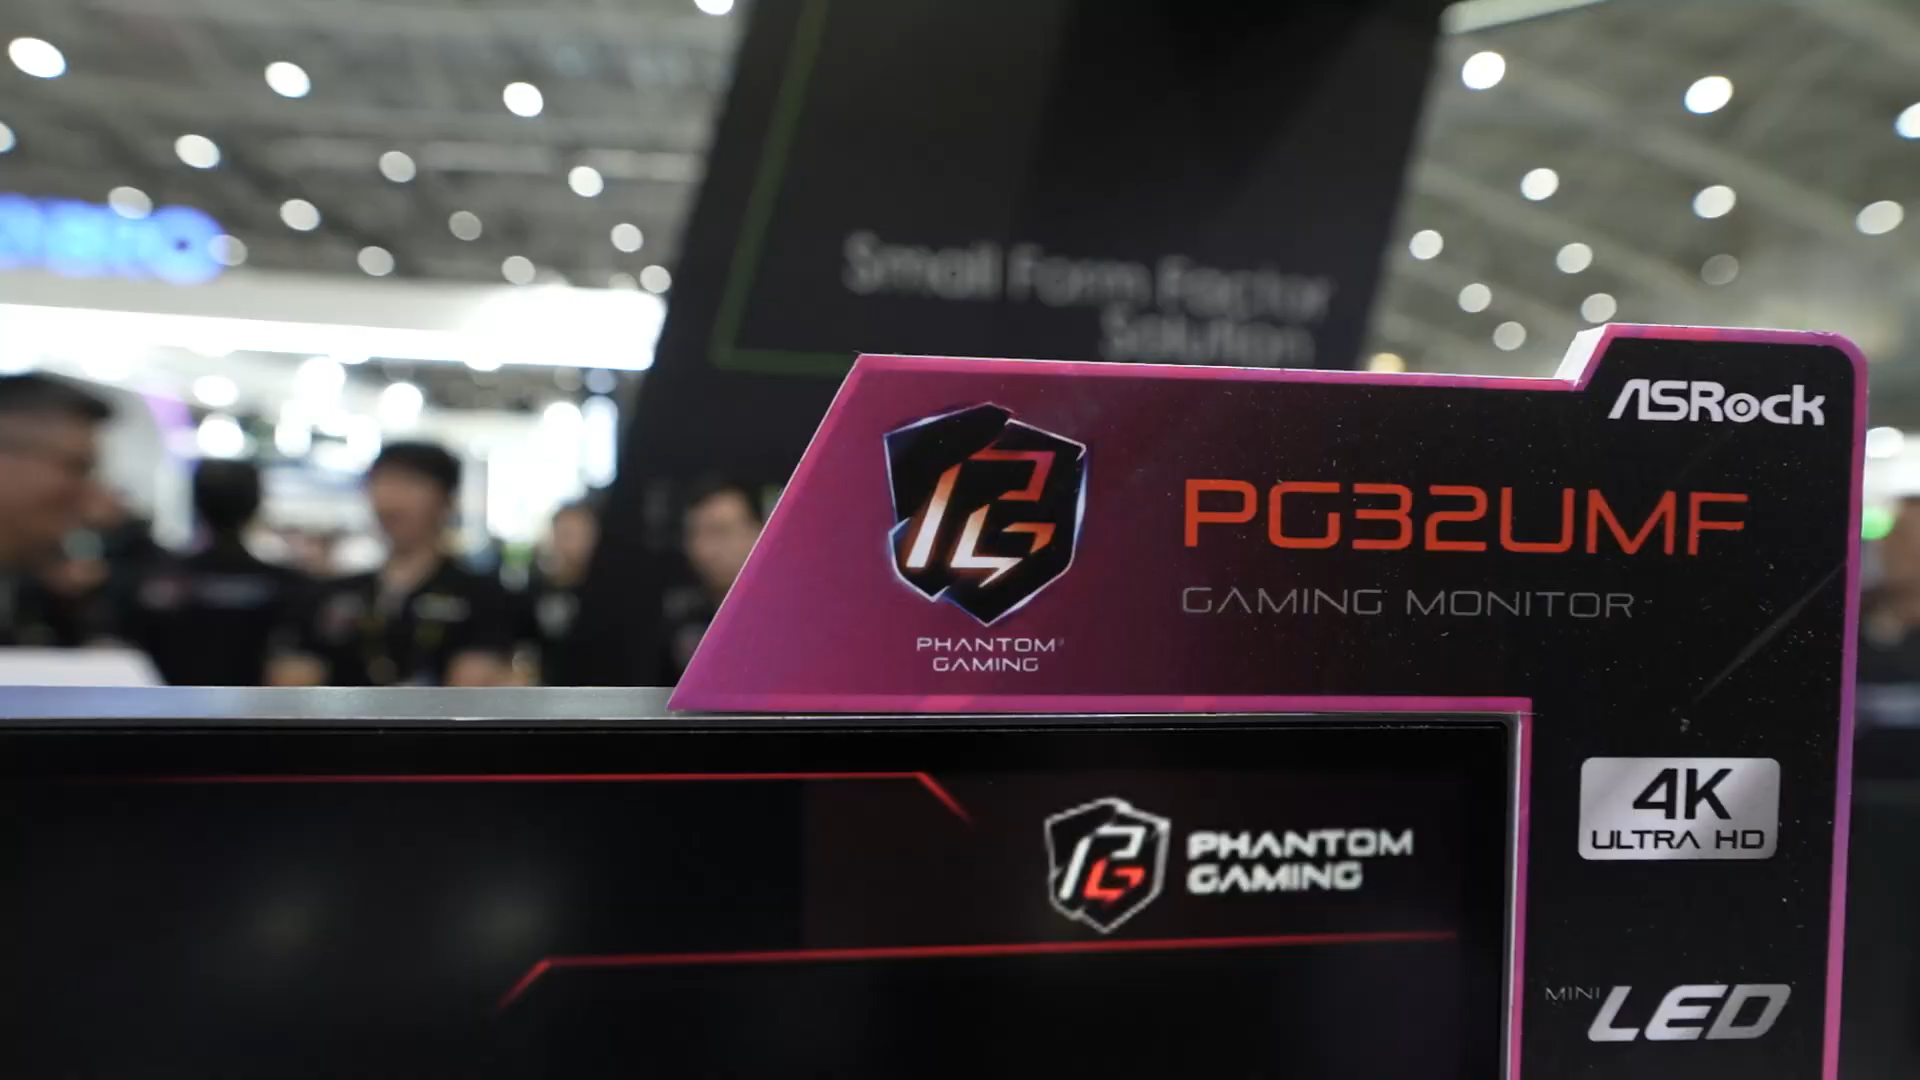 Small Form Factor
Solution
ASRock
PG32UMF
GAMING MONITOR
PHANTOM
GAMING
4K
ULTRA HD
PHANTOM
GAMING
MINI LED